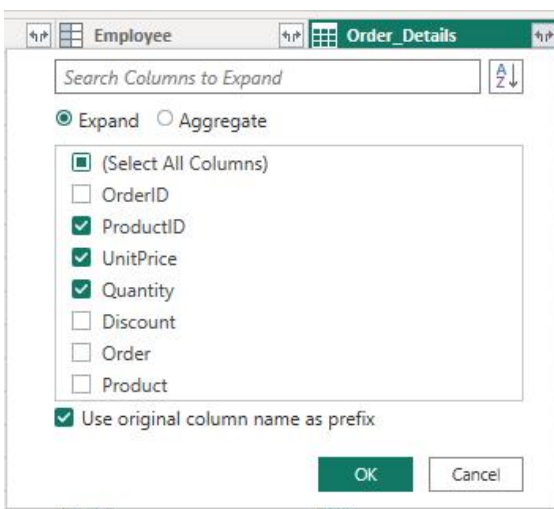 Employee Order_Details
Search Columns to Expand
A
Z
Expand Aggregate
(Select All Columns)
OrderID
ProductID
UnitPrice
Quantity
Discount
Order
Product
Use original column name as prefix
OK Cancel